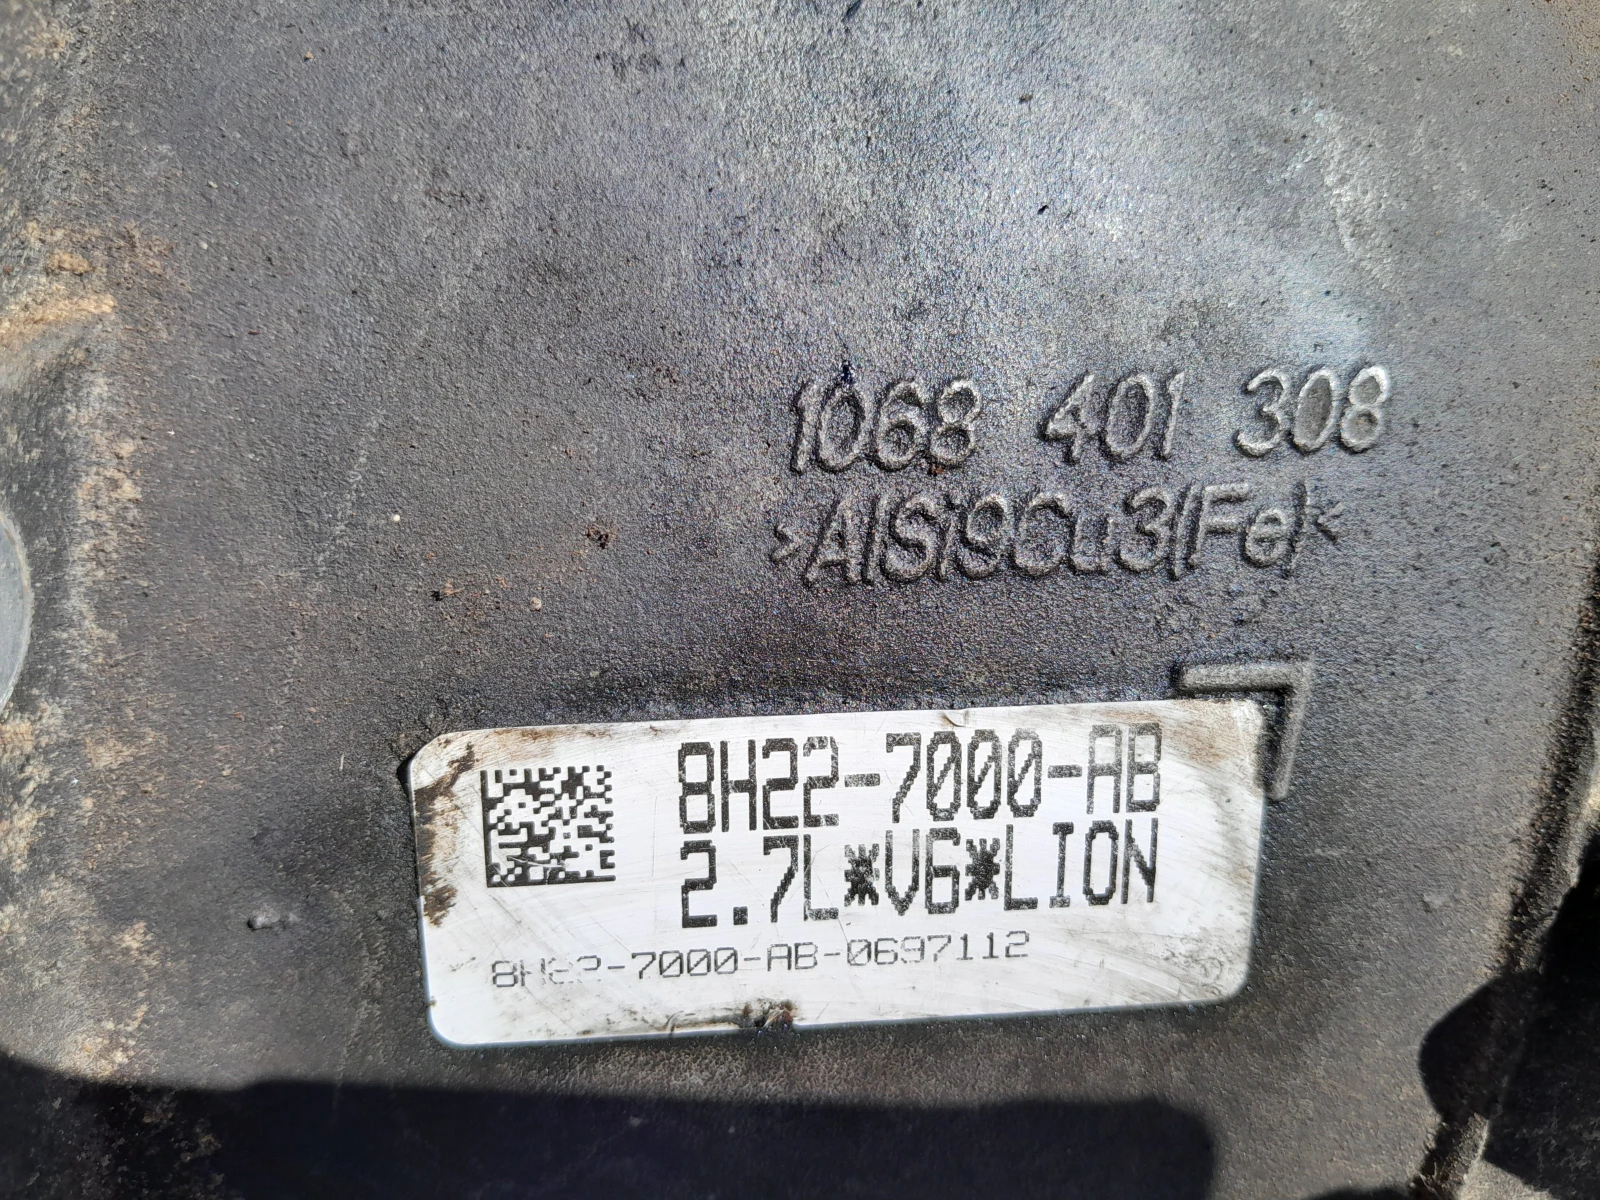 1068 401 308
>AlSi9Cu3(Fe)<
8H22-7000-AB
2.7L*V6*LION
8H22-7000-AB-0697112